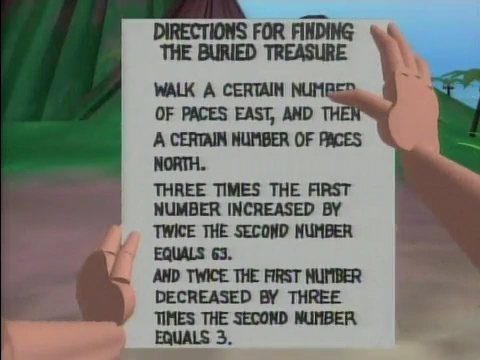 DIRECTIONS FOR FINDING
THE BURIED TREASURE
WALK A CERTAIN NUMBER
OF PACES EAST, AND THEN
A CERTAIN NUMBER OF PACES
NORTH.
THREE TIMES THE FIRST
NUMBER INCREASED BY
TWICE THE SECOND NUMBER
EQUALS 63.
AND TWICE THE FIRST NUMBER
DECREASED BY THREE
TIMES THE SECOND NUMBER
EQUALS 3.